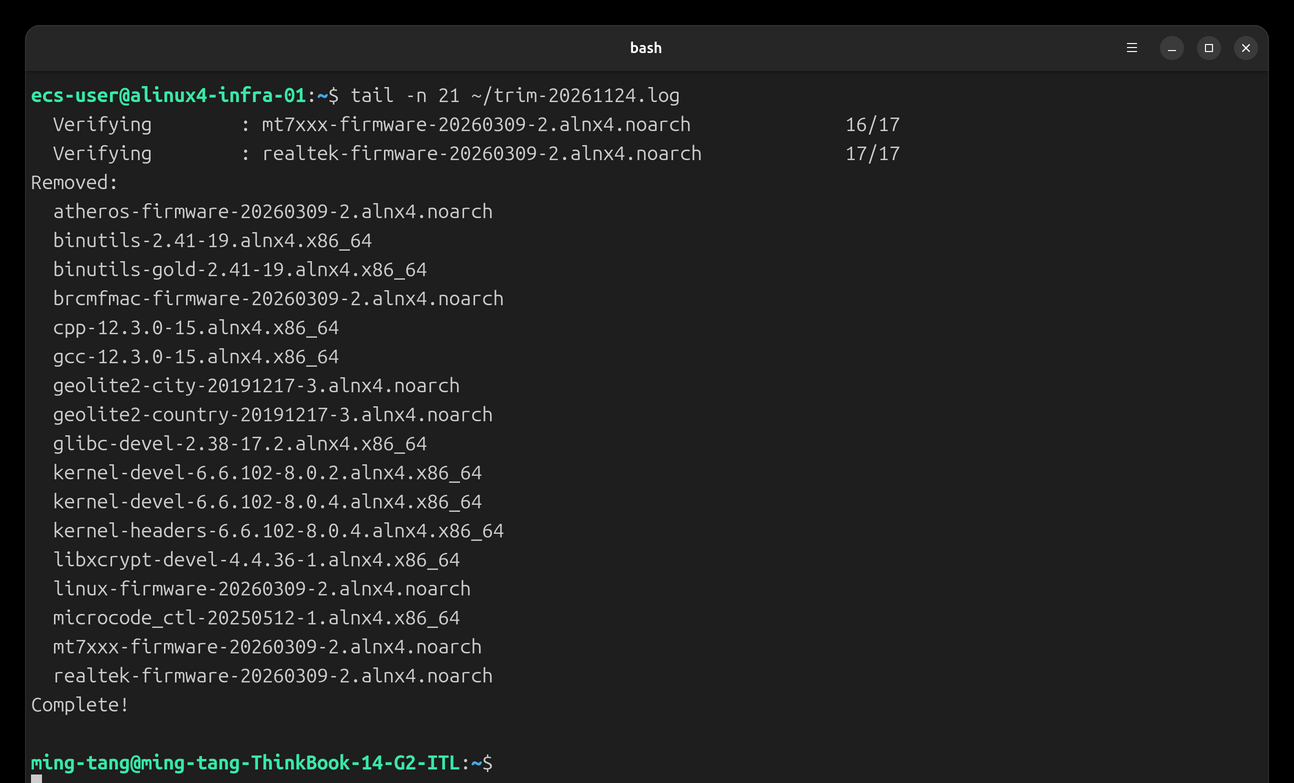 bash
ecs-user@alinux4-infra-01:~$ tail -n 21 ~/trim-20261124.log
  Verifying        : mt7xxx-firmware-20260309-2.alnx4.noarch              16/17
  Verifying        : realtek-firmware-20260309-2.alnx4.noarch             17/17
Removed:
  atheros-firmware-20260309-2.alnx4.noarch
  binutils-2.41-19.alnx4.x86_64
  binutils-gold-2.41-19.alnx4.x86_64
  brcmfmac-firmware-20260309-2.alnx4.noarch
  cpp-12.3.0-15.alnx4.x86_64
  gcc-12.3.0-15.alnx4.x86_64
  geolite2-city-20191217-3.alnx4.noarch
  geolite2-country-20191217-3.alnx4.noarch
  glibc-devel-2.38-17.2.alnx4.x86_64
  kernel-devel-6.6.102-8.0.2.alnx4.x86_64
  kernel-devel-6.6.102-8.0.4.alnx4.x86_64
  kernel-headers-6.6.102-8.0.4.alnx4.x86_64
  libxcrypt-devel-4.4.36-1.alnx4.x86_64
  linux-firmware-20260309-2.alnx4.noarch
  microcode_ctl-20250512-1.alnx4.x86_64
  mt7xxx-firmware-20260309-2.alnx4.noarch
  realtek-firmware-20260309-2.alnx4.noarch
Complete!
ming-tang@ming-tang-ThinkBook-14-G2-ITL:~$